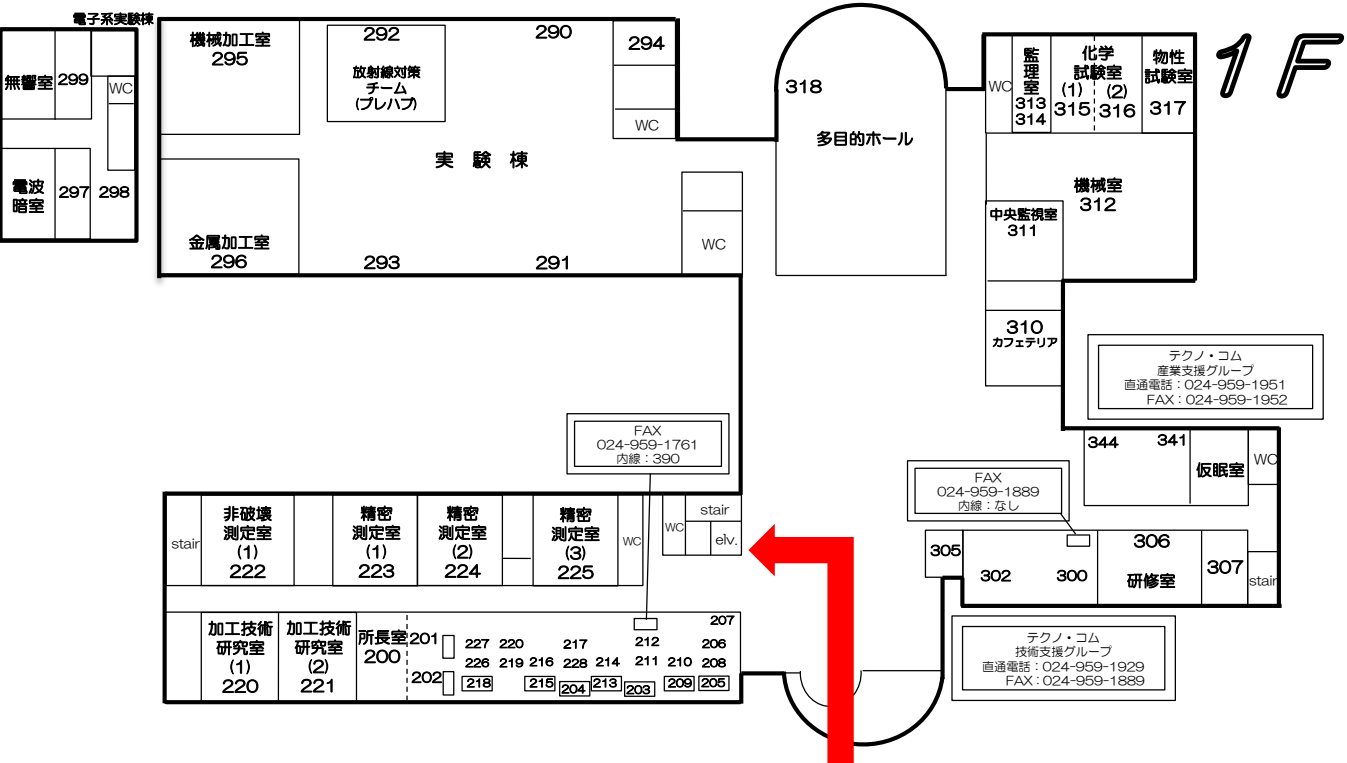 電子系実験棟
1F
無響室
299
WC
電波
暗室
297
298
機械加工室
295
292
放射線対策
チーム
(プレハブ)
290
294
WC
実験棟
金属加工室
296
293
291
WC
318
多目的ホール
WC
監理室
313
314
化学
試験室
(1)
(2)
315
316
物性
試験室
317
機械室
312
中央監視室
311
310
カフェテリア
テクノ・コム
産業支援グループ
直通電話：024-959-1951
FAX：024-959-1952
FAX
024-959-1761
内線：390
344
341
仮眠室
WC
FAX
024-959-1889
内線：なし
stair
非破壊
測定室
(1)
222
精密
測定室
(1)
223
精密
測定室
(2)
224
精密
測定室
(3)
225
WC
WC
stair
elv.
305
302
300
306
研修室
307
stair
加工技術
研究室
(1)
220
加工技術
研究室
(2)
221
所長室
200
201
202
207
227
220
217
212
206
226
219
216
228
214
211
210
208
218
215
204
213
203
209
205
テクノ・コム
技術支援グループ
直通電話：024-959-1929
FAX：024-959-1889